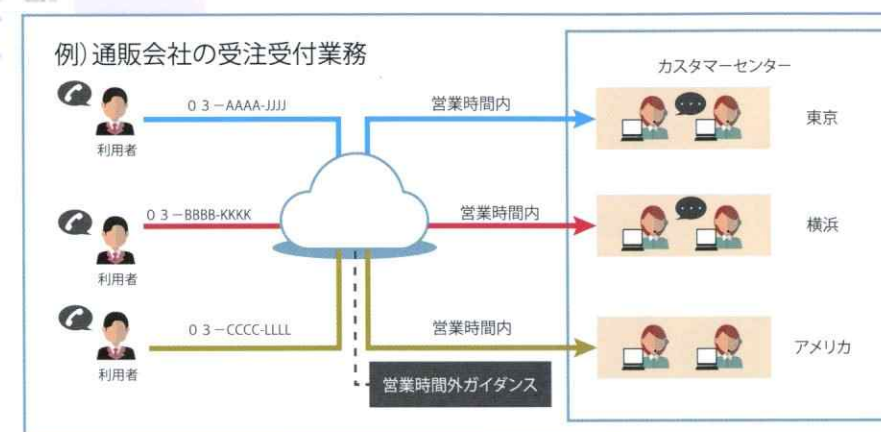 例）通販会社の受注受付業務
カスタマーセンター
０３－AAAA-JJJJ
営業時間内
東京
利用者
０３－BBBB-KKKK
営業時間内
横浜
利用者
０３－CCCC-LLLL
営業時間内
アメリカ
利用者
営業時間外ガイダンス